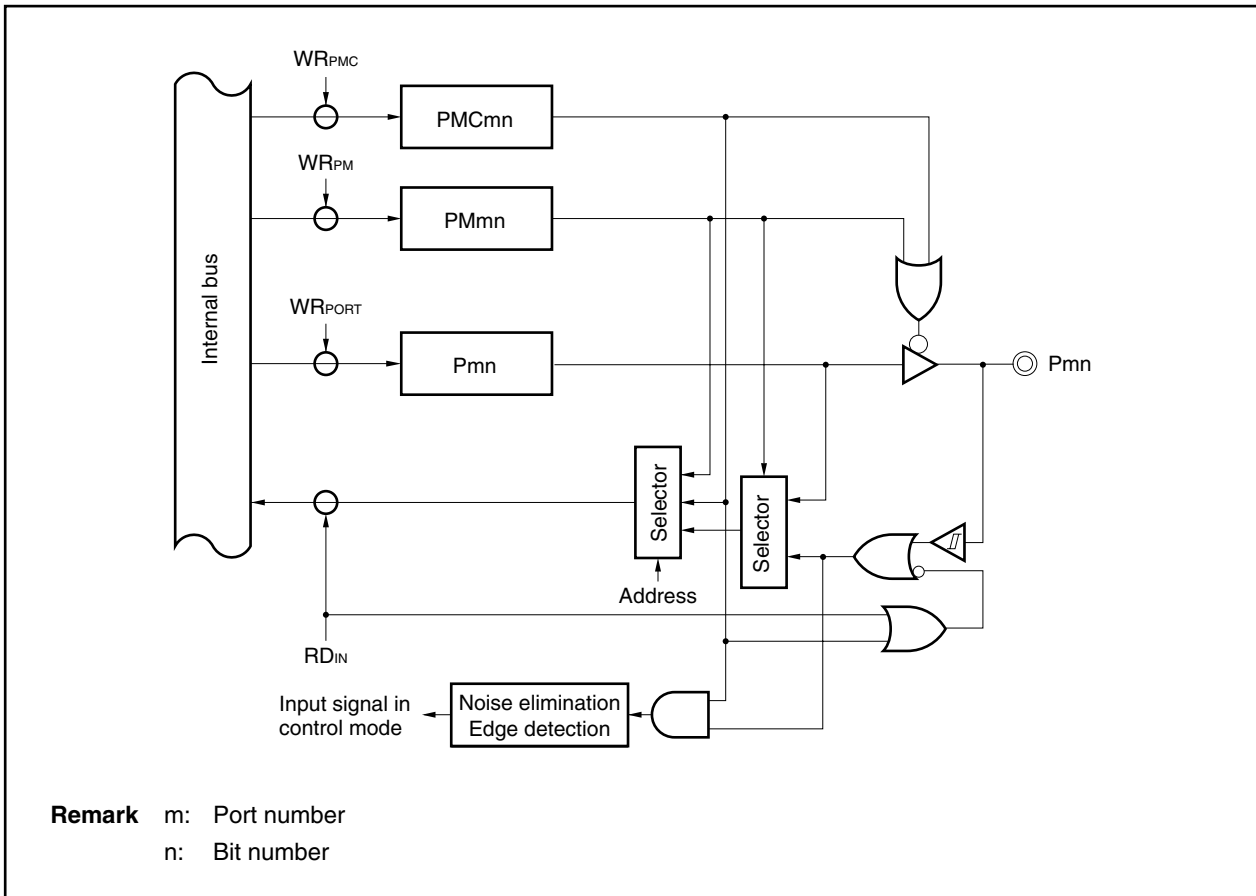 WRPMC
PMCmn
WRPM
PMmn
Internal bus
WRPORT
Pmn
Pmn
Selector
Selector
Address
RDIN
Input signal in
control mode
Noise elimination
Edge detection
Remark m: Port number
n: Bit number